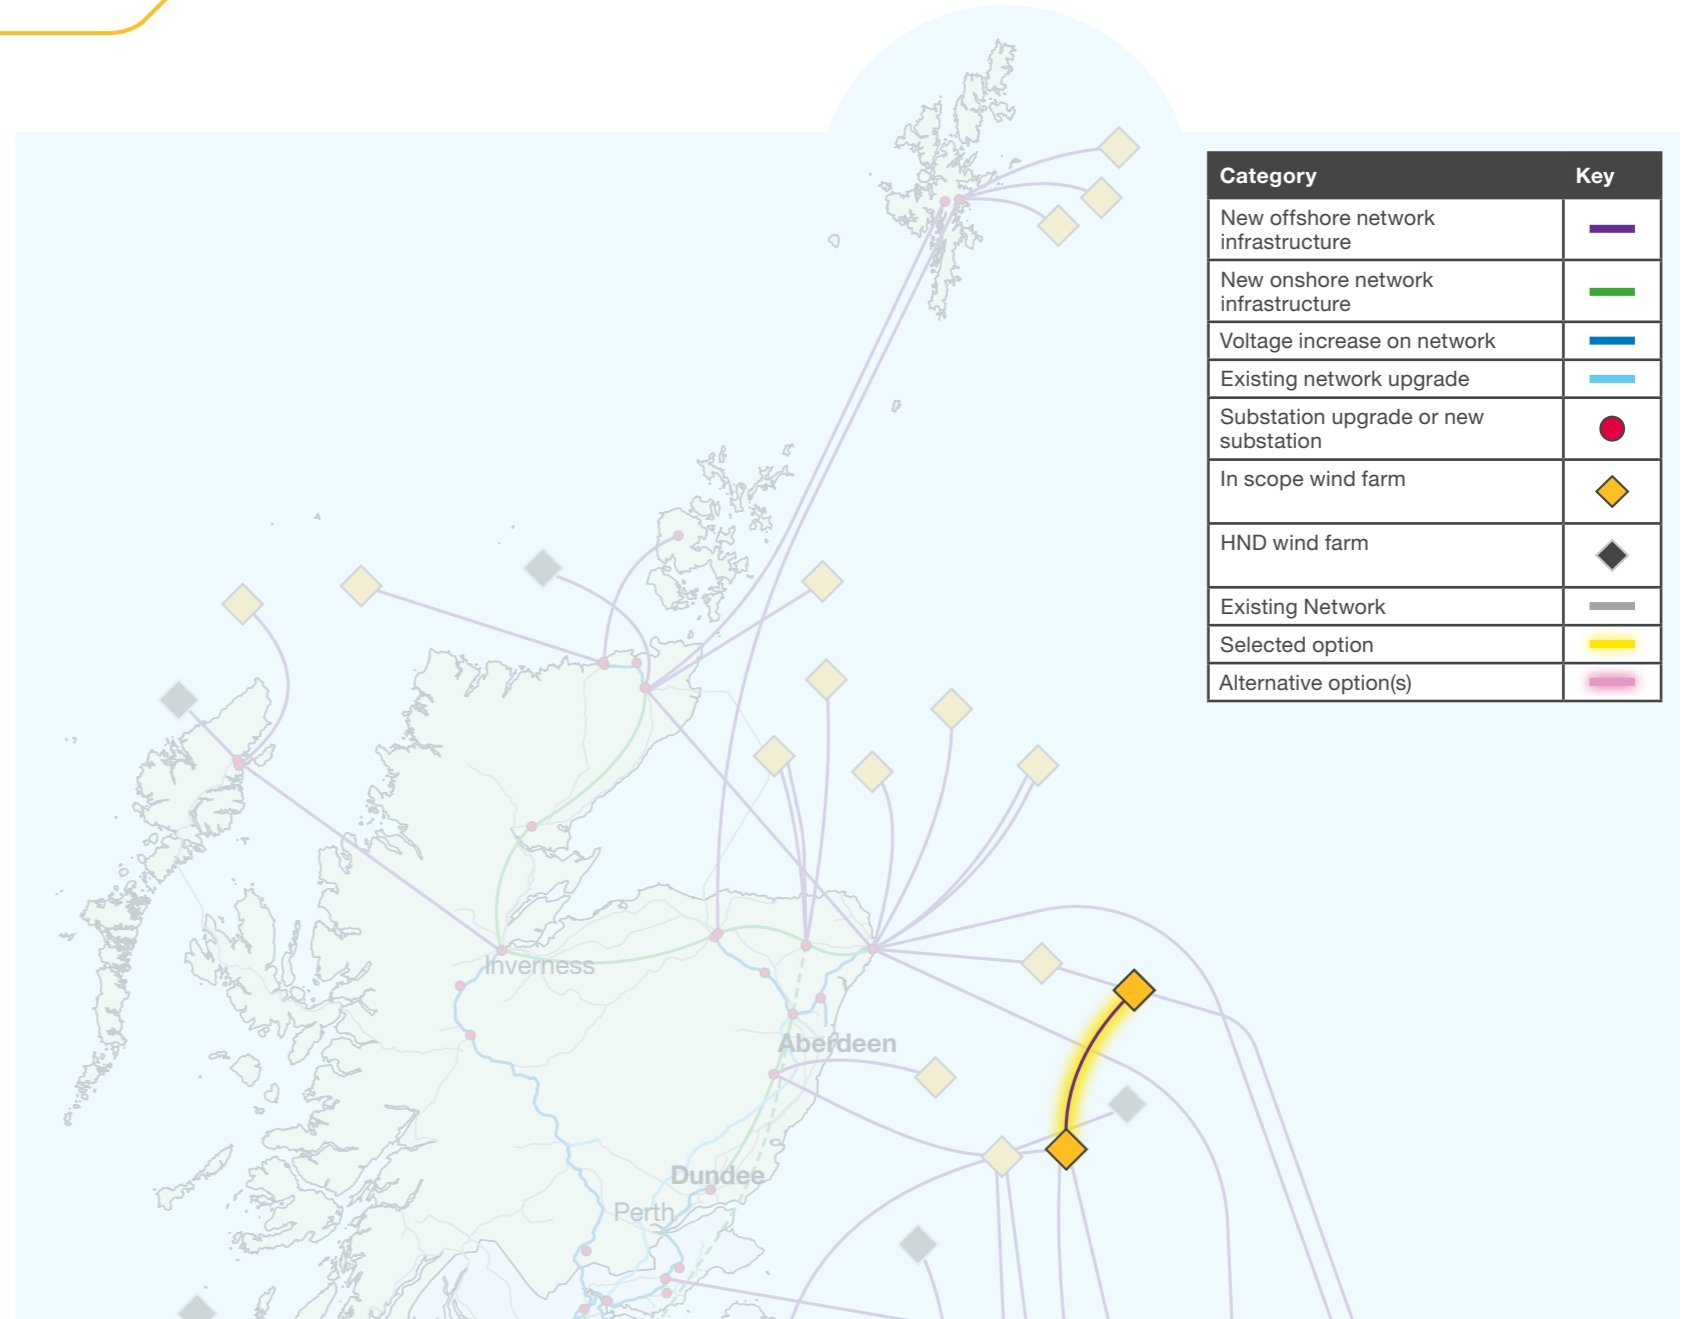 Category Key
New offshore network
infrastructure
New onshore network
infrastructure
Voltage increase on network
Existing network upgrade
Substation upgrade or new
substation
In scope wind farm
HND wind farm
Existing Network
Selected option
Alternative option(s)
Inverness
Aberdeen
Dundee
Perth